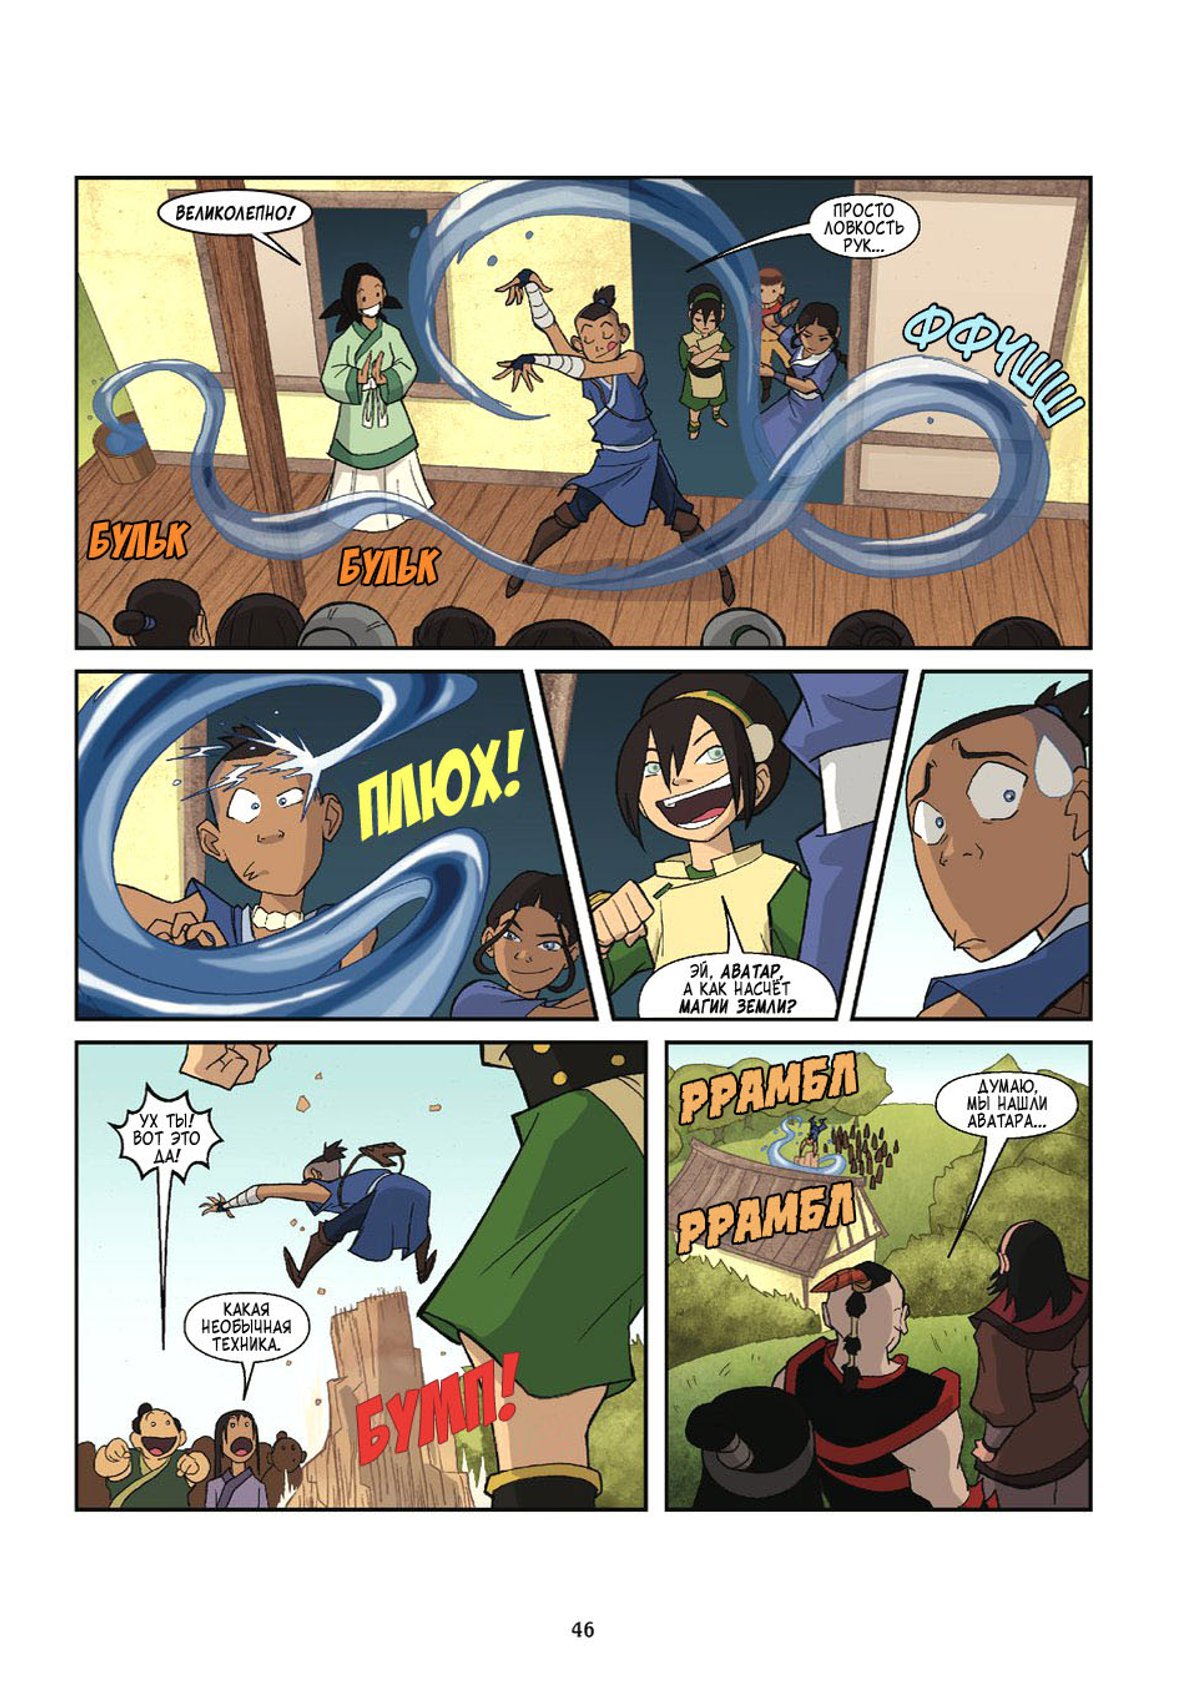 ВЕЛИКОЛЕПНО!
ПРОСТО
ЛОВКОСТЬ
РУК...
ФФЧШШ
БУЛЬК
БУЛЬК
ПЛЮХ!
ЭЙ, АВАТАР,
А КАК НАСЧЁТ
МАГИИ ЗЕМЛИ?
УХ ТЫ!
ВОТ ЭТО
ДА!
КАКАЯ
НЕОБЫЧНАЯ
ТЕХНИКА.
БУМП!
РРАМБЛ
ДУМАЮ,
МЫ НАШЛИ
АВАТАРА...
РРАМБЛ
46